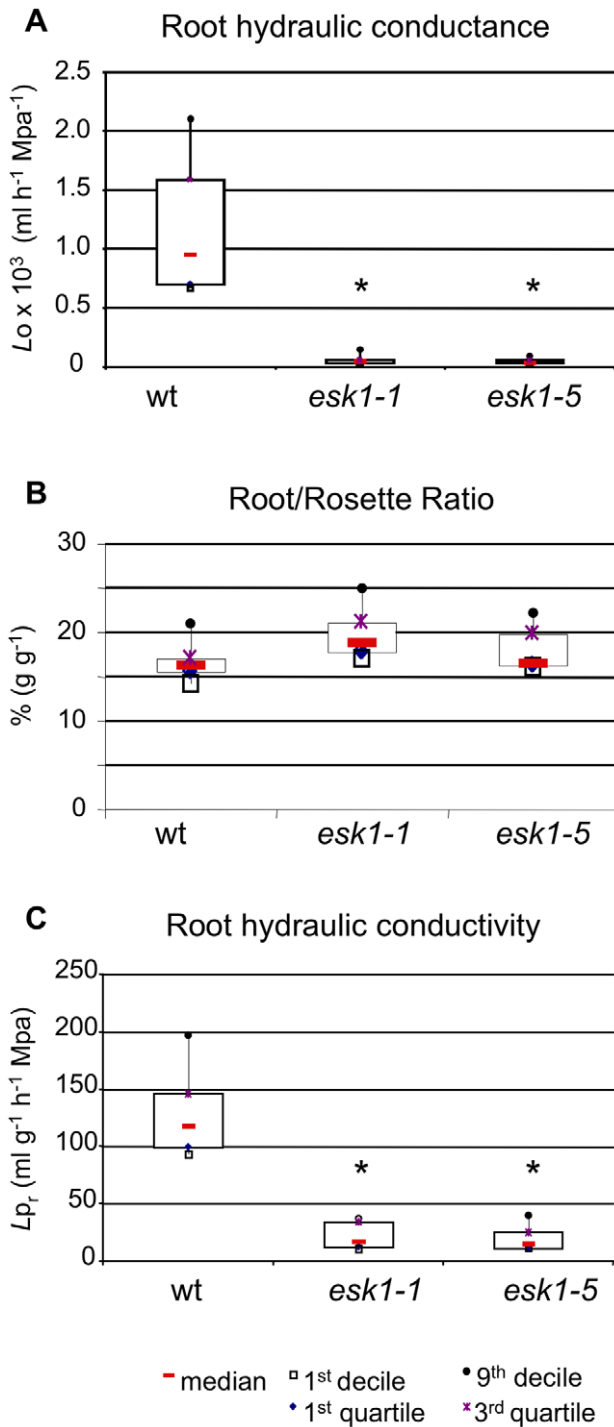 A Root hydraulic conductance
2.5
2.0
1.5
1.0
0.5
0
Lo x 10³ (ml h⁻¹ Mpa⁻¹)
* *
wt esk1-1 esk1-5
B Root/Rosette Ratio
30
20
10
0
% (g g⁻¹)
wt esk1-1 esk1-5
C Root hydraulic conductivity
250
200
150
100
50
0
Lpᵣ (ml g⁻¹ h⁻¹ Mpa)
* *
wt esk1-1 esk1-5
median 1ˢᵗ decile 9ᵗʰ decile
1ˢᵗ quartile 3ʳᵈ quartile